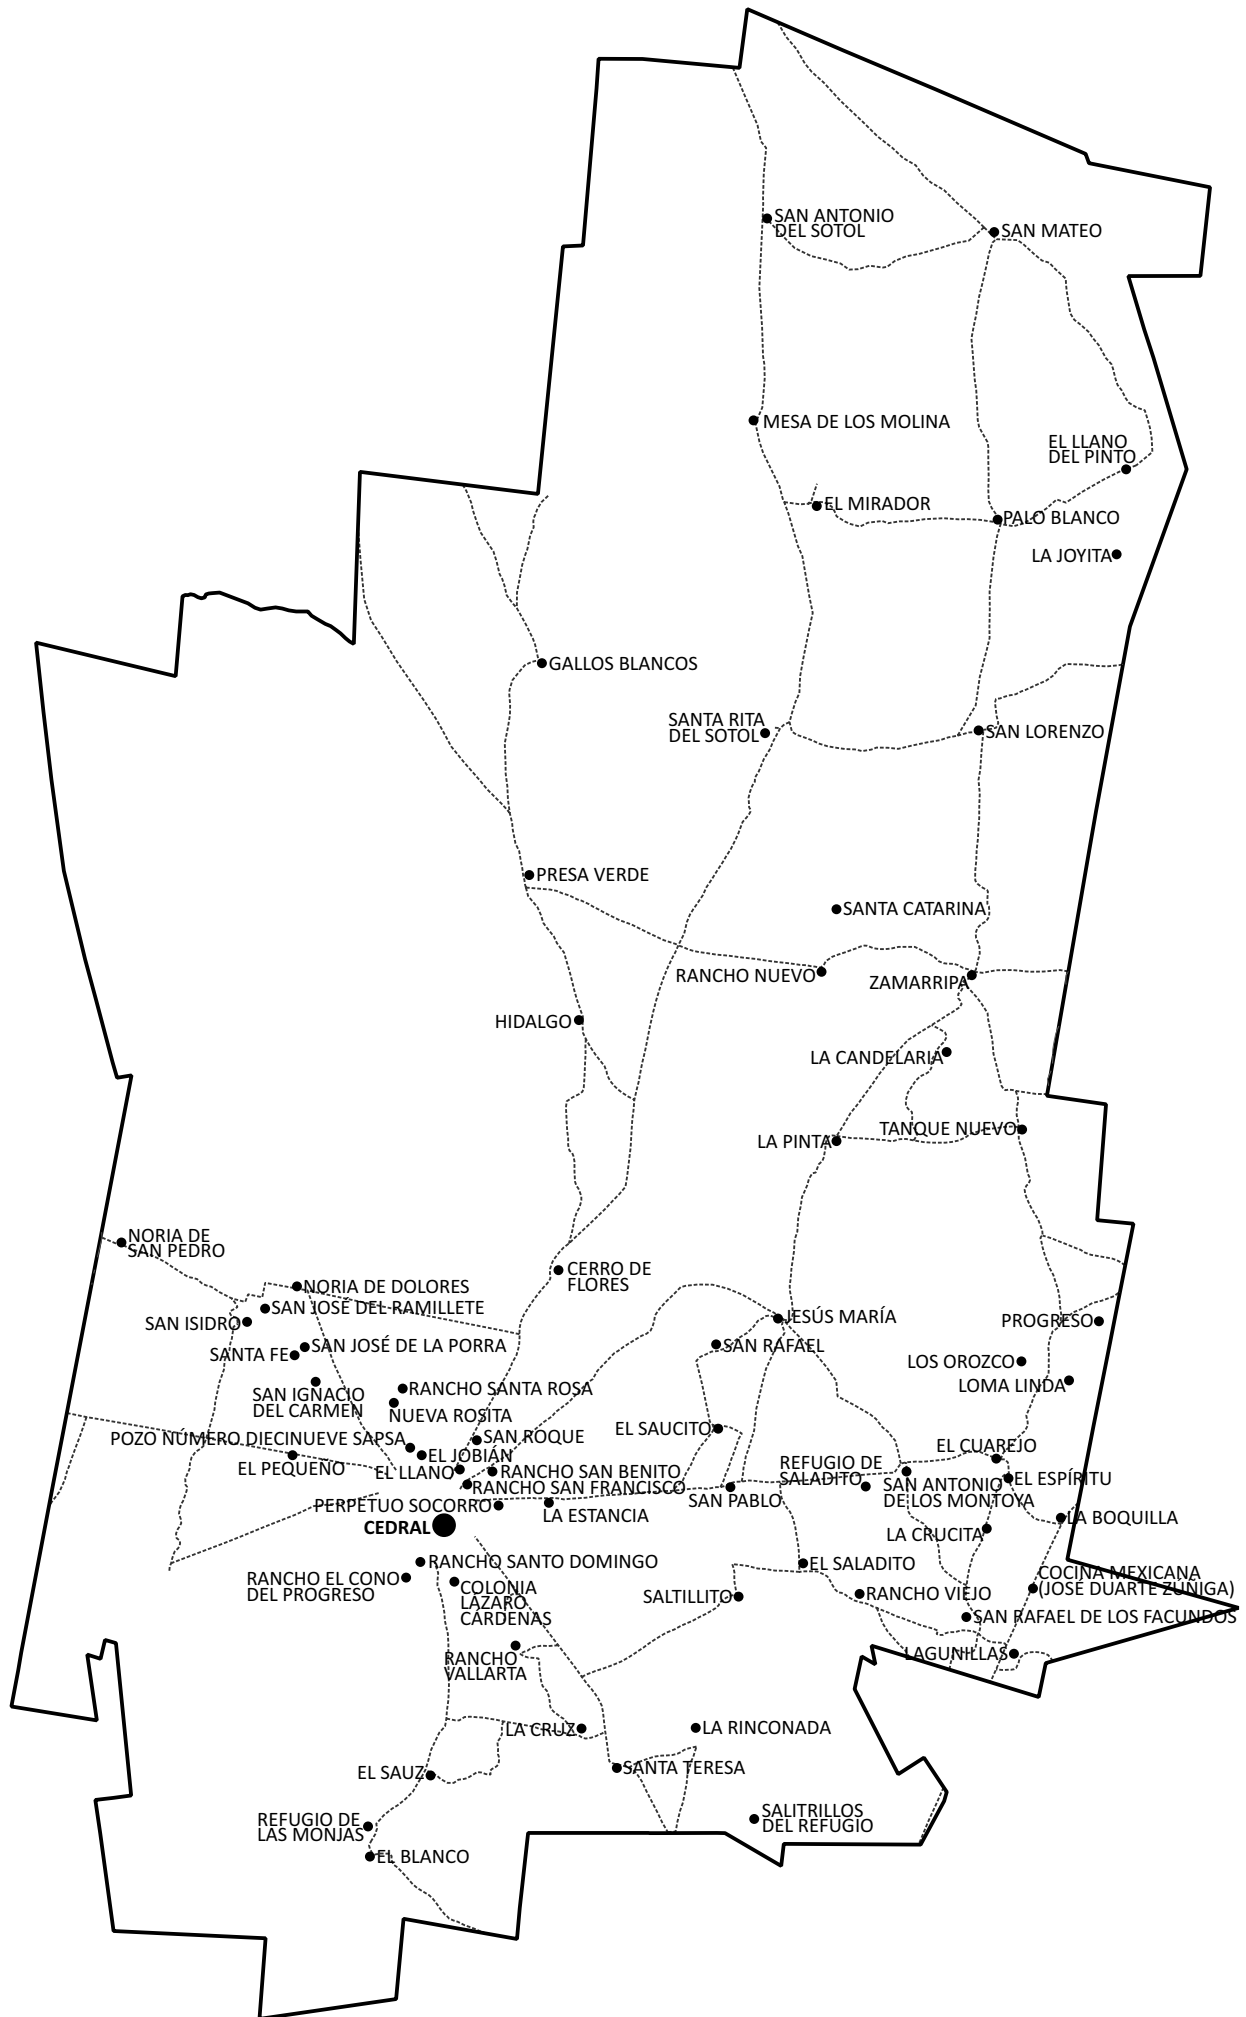 SAN ANTONIO
DEL SOTOL
SAN MATEO
MESA DE LOS MOLINA
EL LLANO
DEL PINTO
EL MIRADOR
PALO BLANCO
LA JOYITA
GALLOS BLANCOS
SANTA RITA
DEL SOTOL
SAN LORENZO
PRESA VERDE
SANTA CATARINA
RANCHO NUEVO
ZAMARRIPA
HIDALGO
LA CANDELARIA
TANQUE NUEVO
LA PINTA
NORIA DE
SAN PEDRO
CERRO DE
FLORES
NORIA DE DOLORES
SAN JOSÉ DEL RAMILLETE
SAN ISIDRO
JESÚS MARÍA
PROGRESO
SAN JOSÉ DE LA PORRA
SANTA FE
SAN RAFAEL
LOS OROZCO
LOMA LINDA
SAN IGNACIO
DEL CARMEN
RANCHO SANTA ROSA
NUEVA ROSITA
EL SAUCITO
POZO NÚMERO DIECINUEVE SAPSA
SAN ROQUE
EL CUAREJO
EL JOBIÁN
EL PEQUEÑO
EL LLANO
RANCHO SAN BENITO
REFUGIO DE
SALADITO
SAN ANTONIO
DE LOS MONTOYA
EL ESPÍRITU
RANCHO SAN FRANCISCO
SAN PABLO
PERPETUO SOCORRO
LA ESTANCIA
LA BOQUILLA
CEDRAL
LA CRUCITA
RANCHO SANTO DOMINGO
EL SALADITO
RANCHO EL CONO
DEL PROGRESO
COLONIA
LÁZARO
CÁRDENAS
SALTILLITO
RANCHO VIEJO
COCINA MEXICANA
(JOSÉ DUARTE ZÚÑIGA)
SAN RAFAEL DE LOS FACUNDOS
RANCHO
VALLARTA
LAGUNILLAS
LA CRUZ
LA RINCONADA
EL SAUZ
SANTA TERESA
REFUGIO DE
LAS MONJAS
SALITRILLOS
DEL REFUGIO
EL BLANCO